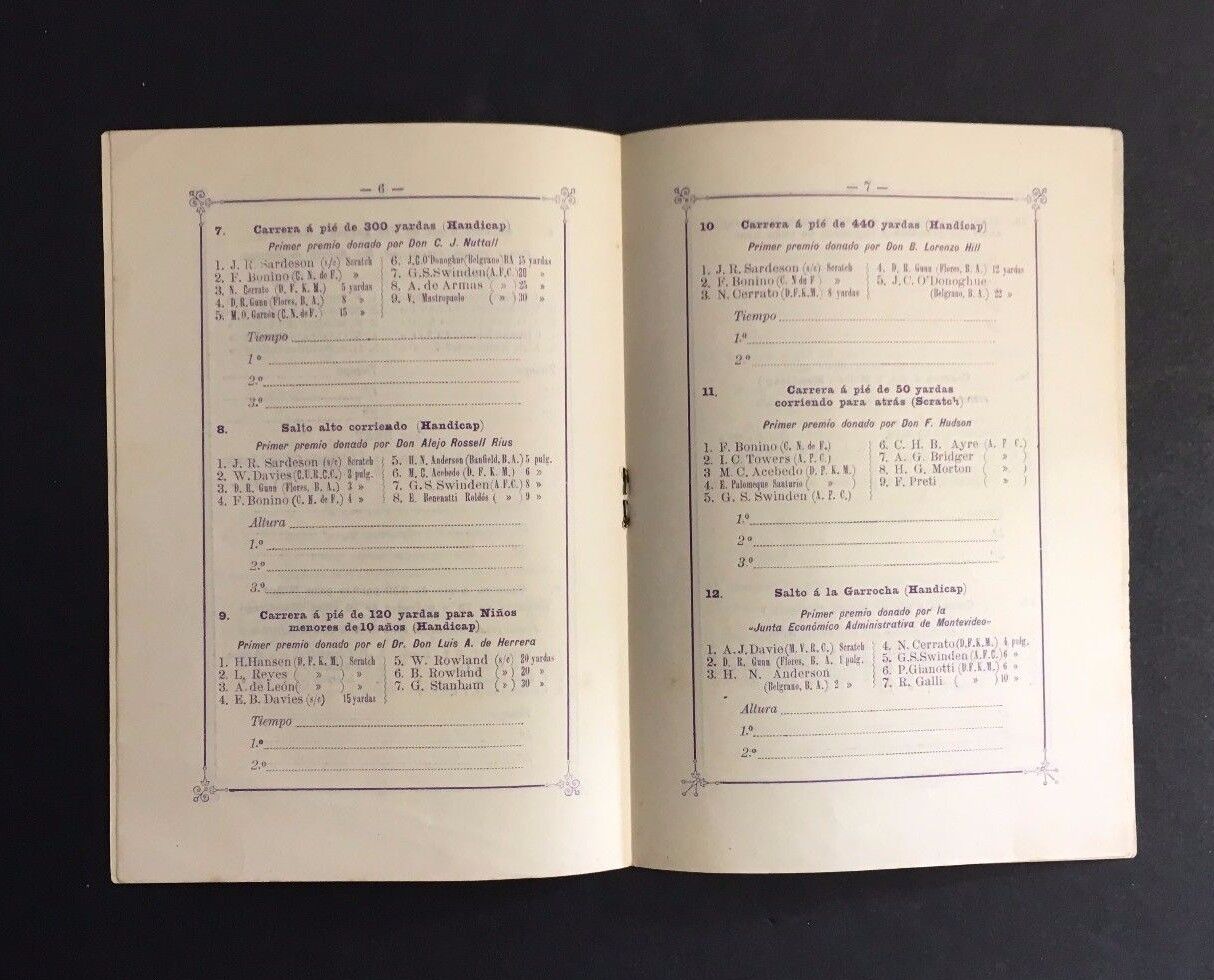 — 6 —
7. Carrera á pié de 300 yardas (Handicap)
Primer premio donado por Don C. J. Nuttall
1. J. R. Sardeson (s/c) Scratch
2. F. Bonino (C. N. de F.) »
3. N. Cerrato (D. F. K. M.) 5 yardas
4. D. R. Gunn (Flores, B. A.) 8 »
5. M. O. Garzón (C. N. de F.) 15 »
6. J. C. O'Donoghue (Belgrano) BA 15 yardas
7. G. S. Swinden (A. F. C.) 20 »
8. A. de Armas ( » ) 25 »
9. V. Mastropaolo ( » ) 30 »
Tiempo
1º
2.º
3.º
8. Salto alto corriendo (Handicap)
Primer premio donado por Don Alejo Rossell Rius
1. J. R. Sardeson (s/c) Scratch
2. W. Davies (C. U. R. C. C.) 2 pulg.
3. D. R. Gunn (Flores, B. A.) 3 »
4. F. Bonino (C. N. de F.) 4 »
5. H. N. Anderson (Banfield, B. A.) 5 pulg.
6. M. C. Acebedo (D. F. K. M.) 6 »
7. G. S. Swinden (A. F. C.) 8 »
8. E. Benenatti Roldós ( » ) 9 »
Altura
1.º
2.º
3.º
9. Carrera á pié de 120 yardas para Niños
menores de 10 años (Handicap)
Primer premio donado por el Dr. Don Luis A. de Herrera
1. H. Hansen (D. F. K. M.) Scratch
2. L. Reyes ( » ) »
3. A. de León ( » ) »
4. E. B. Davies (s/c) 15 yardas
5. W. Rowland (s/c) 20 yardas
6. B. Rowland ( » ) 20 »
7. G. Stanham ( » ) 30 »
Tiempo
1.º
2.º
— 7 —
10 Carrera á pié de 440 yardas (Handicap)
Primer premio donado por Don B. Lorenzo Hill
1. J. R. Sardeson (s/c) Scratch
2. F. Bonino (C. N de F ) »
3. N. Cerrato (D. F. K. M.) 8 yardas
4. D. R. Gunn (Flores, B. A.) 12 yardas
5. J. C. O'Donoghue
(Belgrano, B. A.) 22 »
Tiempo
1.º
2.º
11. Carrera á pié de 50 yardas
corriendo para atrás (Scratch)
Primer premio donado por Don F. Hudson
1. F. Bonino (C. N. de F.)
2. I. C. Towers (A. F. C.)
3 M. C. Acebedo (D. F. K. M.)
4. E. Palomeque Santurio ( » )
5. G. S. Swinden (A. F. C.)
6. C. H. B. Ayre (A. F. C.)
7. A. G. Bridger ( » )
8. H. G. Morton ( » )
9. F. Preti ( » )
1.º
2º
3.º
12. Salto á la Garrocha (Handicap)
Primer premio donado por la
«Junta Económico Administrativa de Montevideo»
1. A. J. Davie (M. V. R. C.) Scratch
2. D. R. Gunn (Flores, B. A. 1 pulg.
3. H. N. Anderson
(Belgrano, B. A.) 2 »
4. N. Cerrato (D. F. K. M.) 4 pulg.
5. G. S. Swinden (A. F. C.) 6 »
6. P. Gianotti (D. F. K. M.) 6 »
7. R. Galli ( » ) 10 »
Altura
1.º
2.º